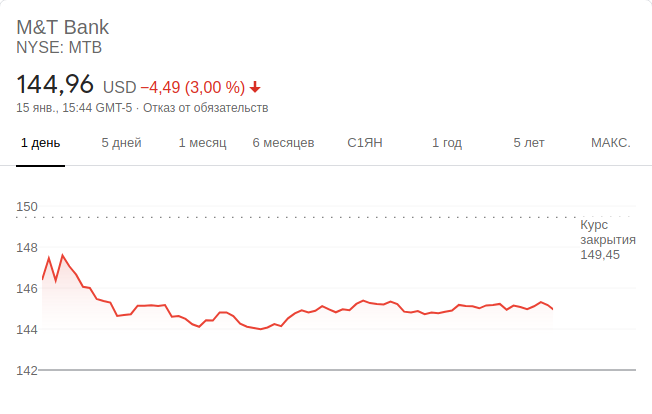 M&T Bank
NYSE: MTB
144,96 USD −4,49 (3,00 %)
15 янв., 15:44 GMT-5 · Отказ от обязательств
1 день 5 дней 1 месяц 6 месяцев С1ЯН 1 год 5 лет МАКС.
150
Курс
закрытия
149,45
148
146
144
142